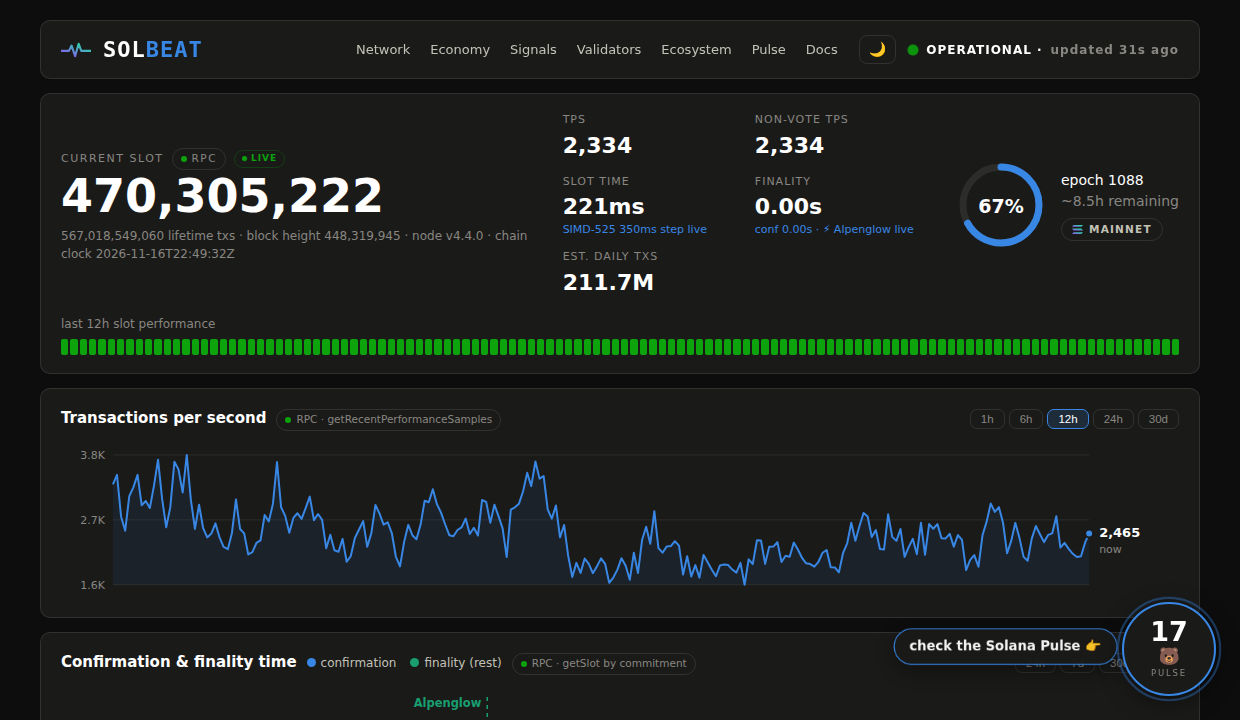 SOLBEAT
Network Economy Signals Validators Ecosystem Pulse Docs
OPERATIONAL · updated 31s ago
CURRENT SLOT RPC LIVE
470,305,222
567,018,549,060 lifetime txs · block height 448,319,945 · node v4.4.0 · chain
clock 2026-11-16T22:49:32Z
TPS
2,334
NON-VOTE TPS
2,334
SLOT TIME
221ms
SIMD-525 350ms step live
FINALITY
0.00s
conf 0.00s · ⚡ Alpenglow live
EST. DAILY TXS
211.7M
67%
epoch 1088
~8.5h remaining
MAINNET
last 12h slot performance
Transactions per second RPC · getRecentPerformanceSamples
1h 6h 12h 24h 30d
3.8K
2.7K
1.6K
2,465
now
Confirmation & finality time confirmation finality (rest) RPC · getSlot by commitment
24h 7d 30d
Alpenglow
check the Solana Pulse 👉
17
PULSE